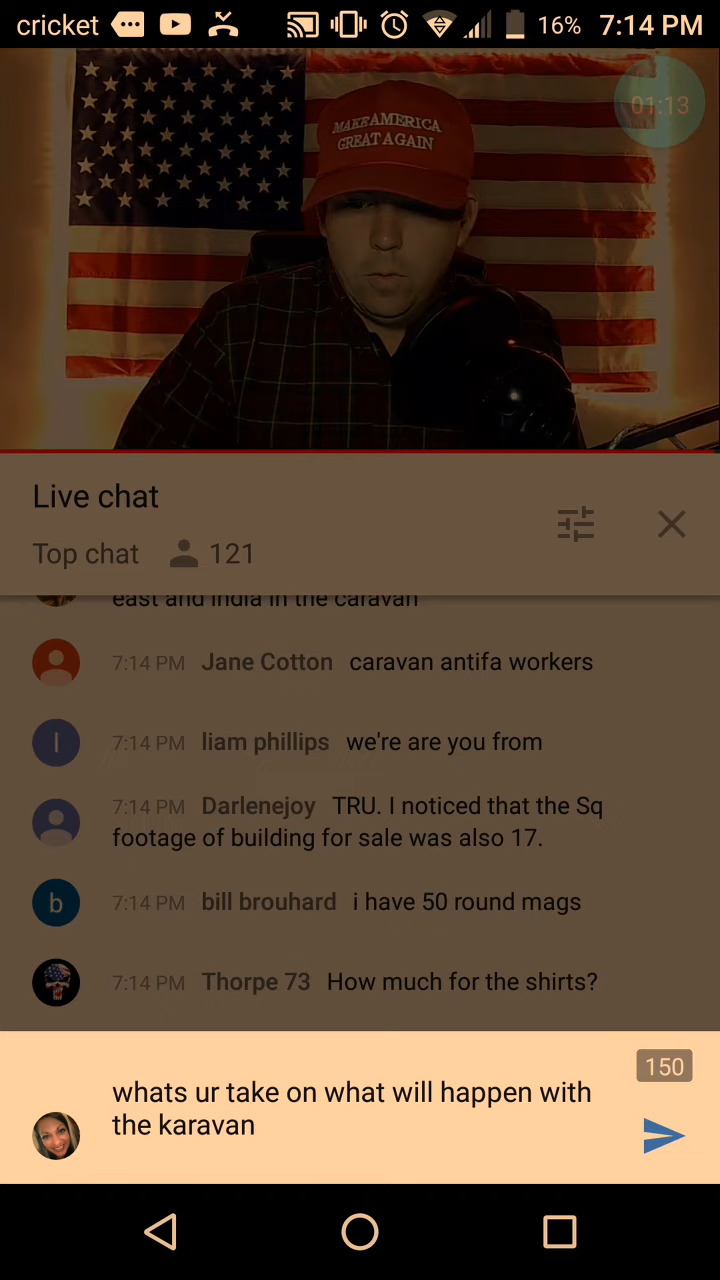 cricket 16% 7:14 PM
MAKE AMERICA
GREAT AGAIN
01:13
Live chat
Top chat 121
east and india in the caravan
7:14 PM Jane Cotton caravan antifa workers
l
7:14 PM liam phillips we're are you from
7:14 PM Darlenejoy TRU. I noticed that the Sq
footage of building for sale was also 17.
b
7:14 PM bill brouhard i have 50 round mags
7:14 PM Thorpe 73 How much for the shirts?
150
whats ur take on what will happen with
the karavan